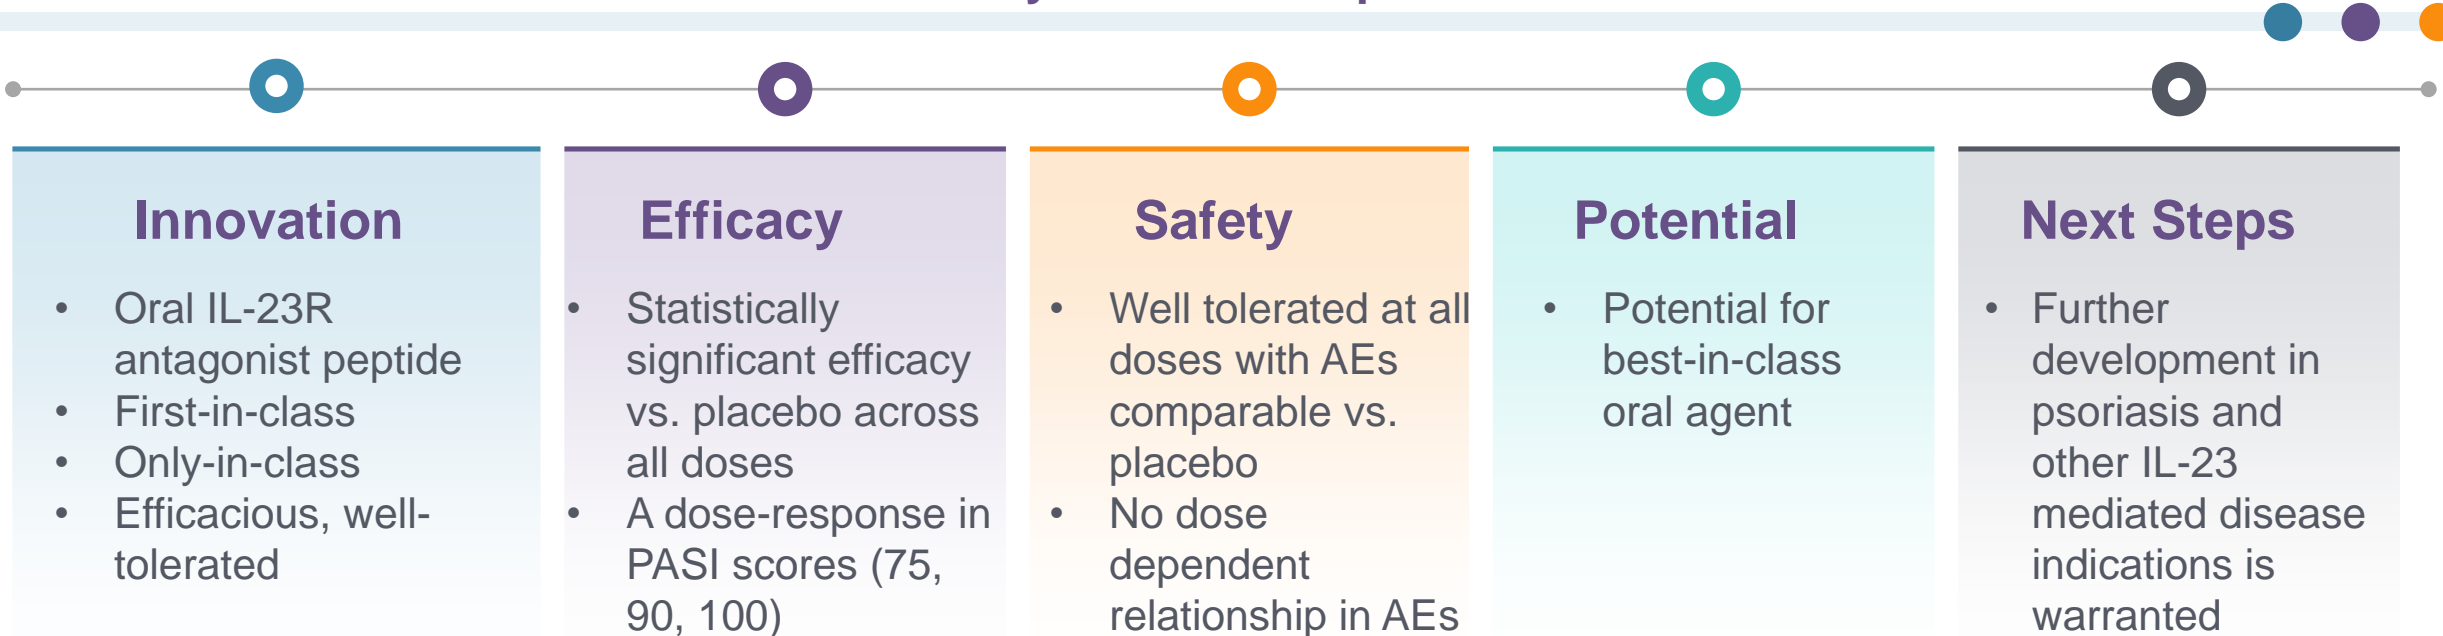 Innovation
• Oral IL-23R
antagonist peptide
• First-in-class
• Only-in-class
• Efficacious, well-
tolerated
Efficacy
• Statistically
significant efficacy
vs. placebo across
all doses
• A dose-response in
PASI scores (75,
90, 100)
Safety
• Well tolerated at all
doses with AEs
comparable vs.
placebo
• No dose
dependent
relationship in AEs
Potential
• Potential for
best-in-class
oral agent
Next Steps
• Further
development in
psoriasis and
other IL-23
mediated disease
indications is
warranted